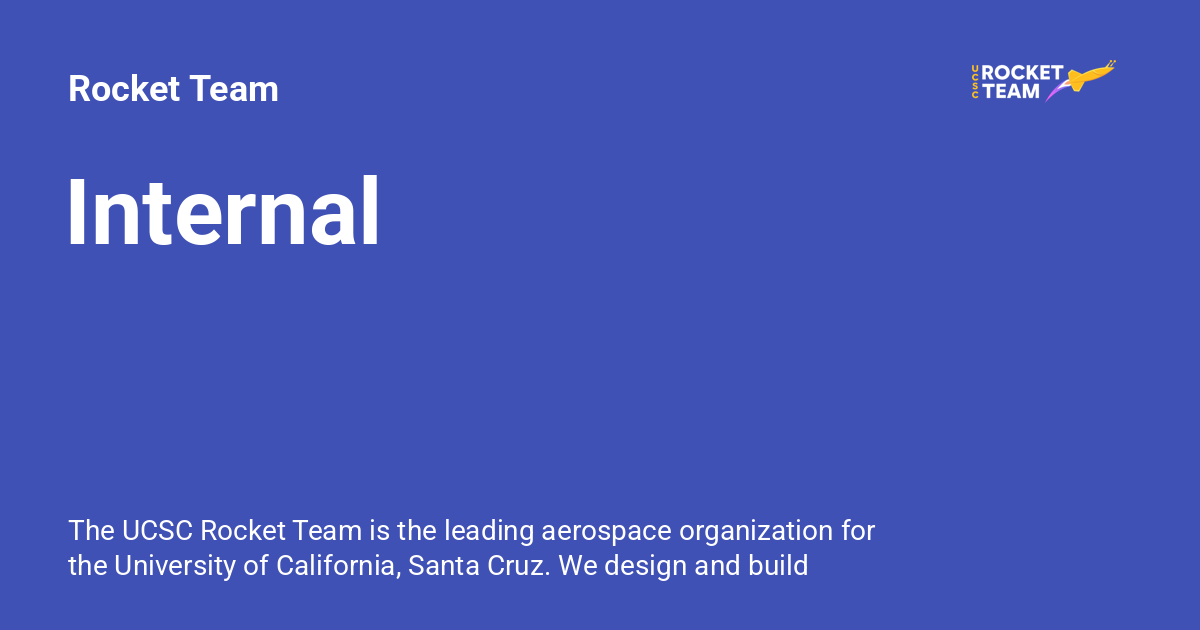 Rocket Team
UCSC
ROCKET
TEAM
Internal
The UCSC Rocket Team is the leading aerospace organization for
the University of California, Santa Cruz. We design and build